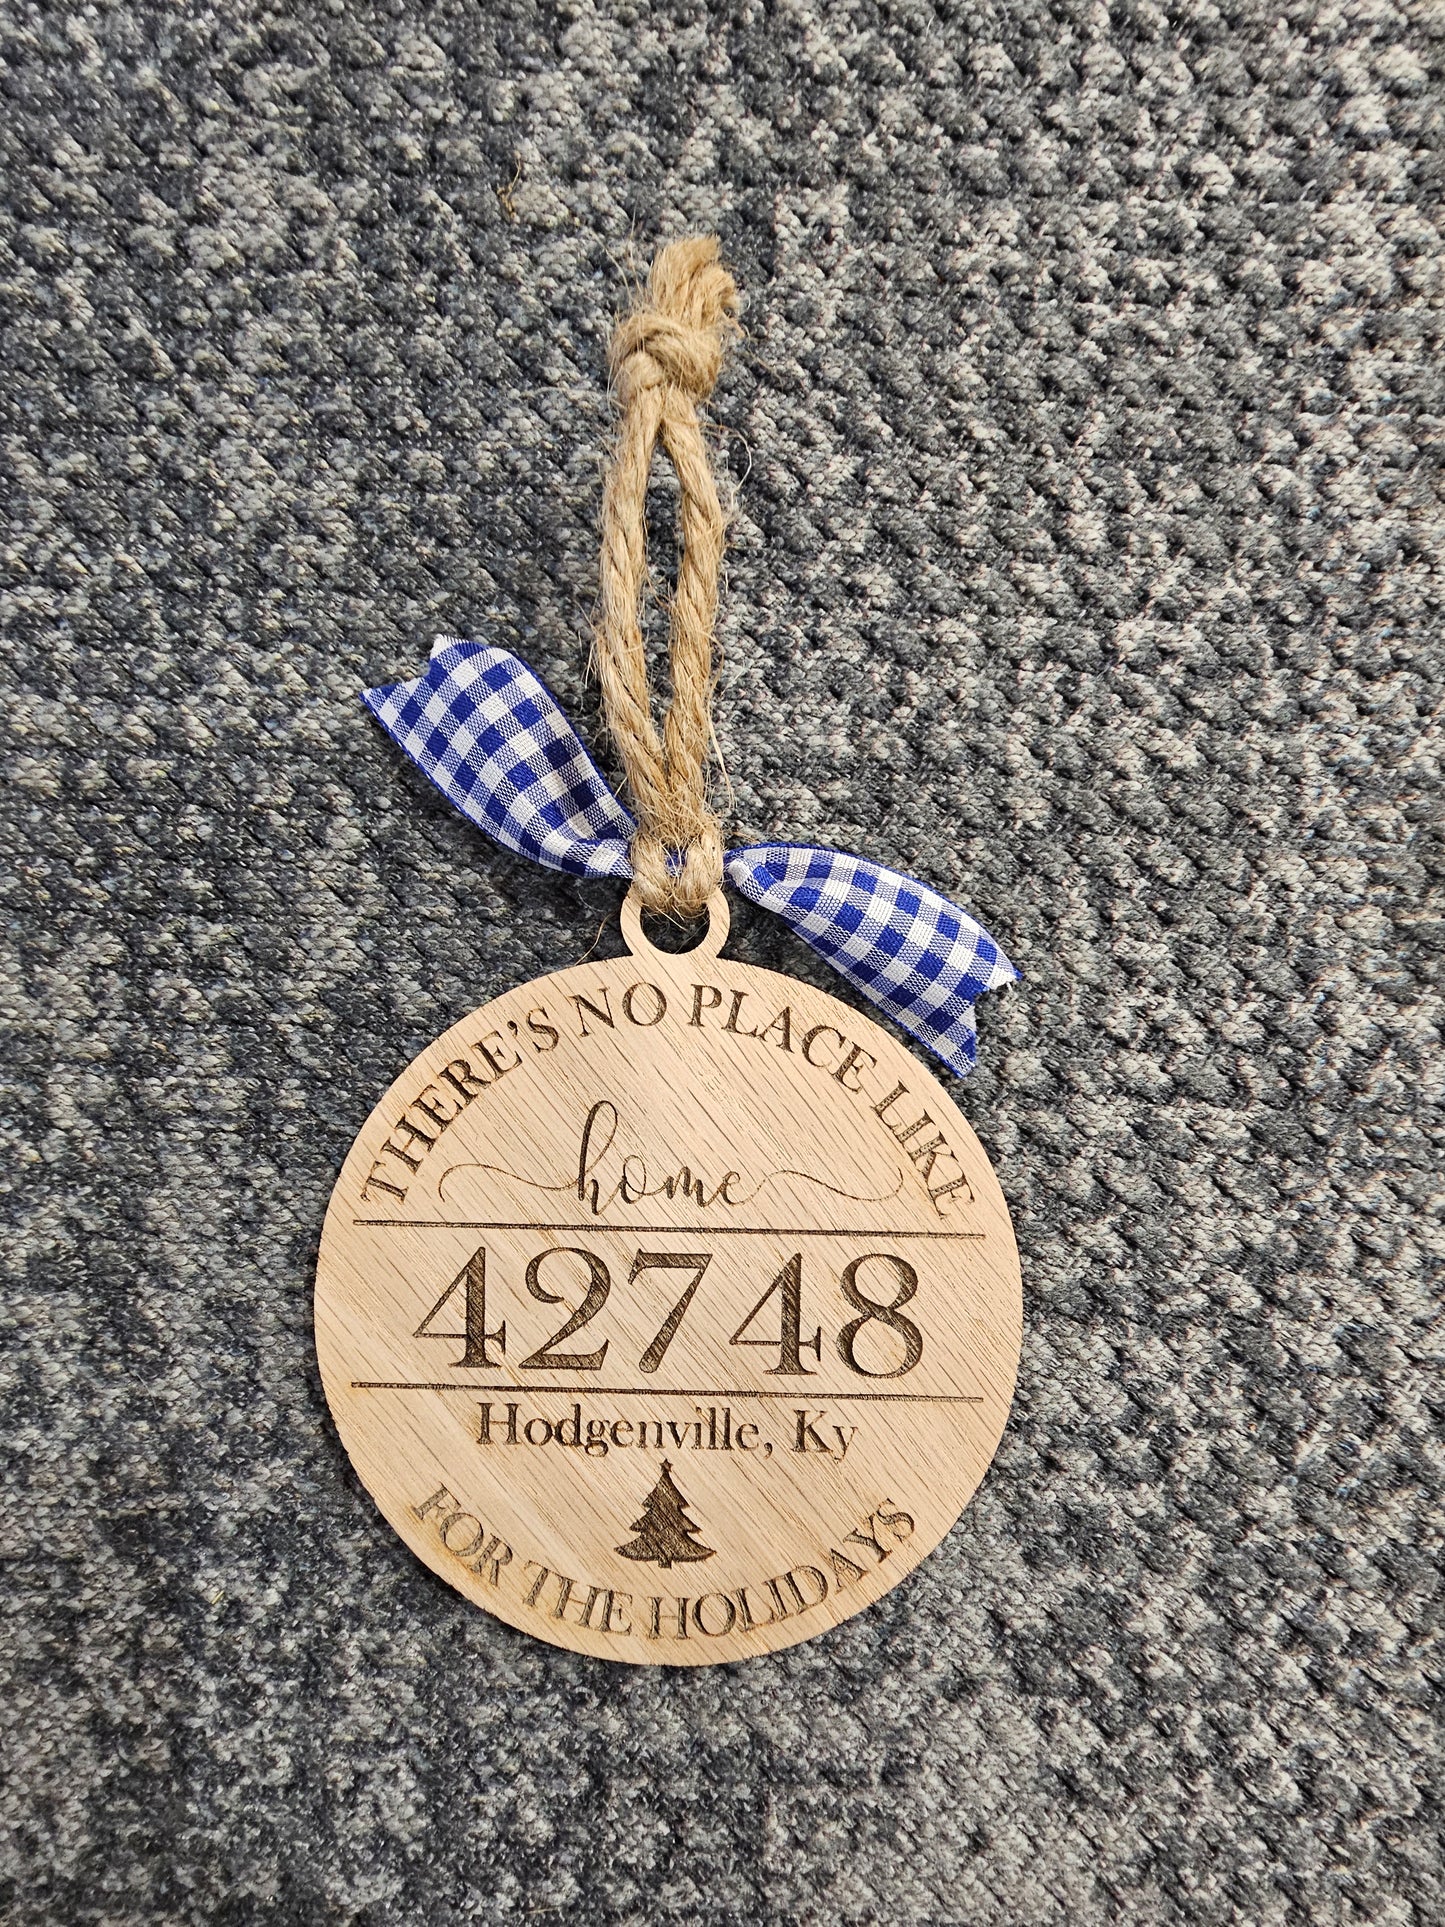 THERE'S NO PLACE LIKE
home
42748
Hodgenville, Ky
FOR THE HOLIDAYS